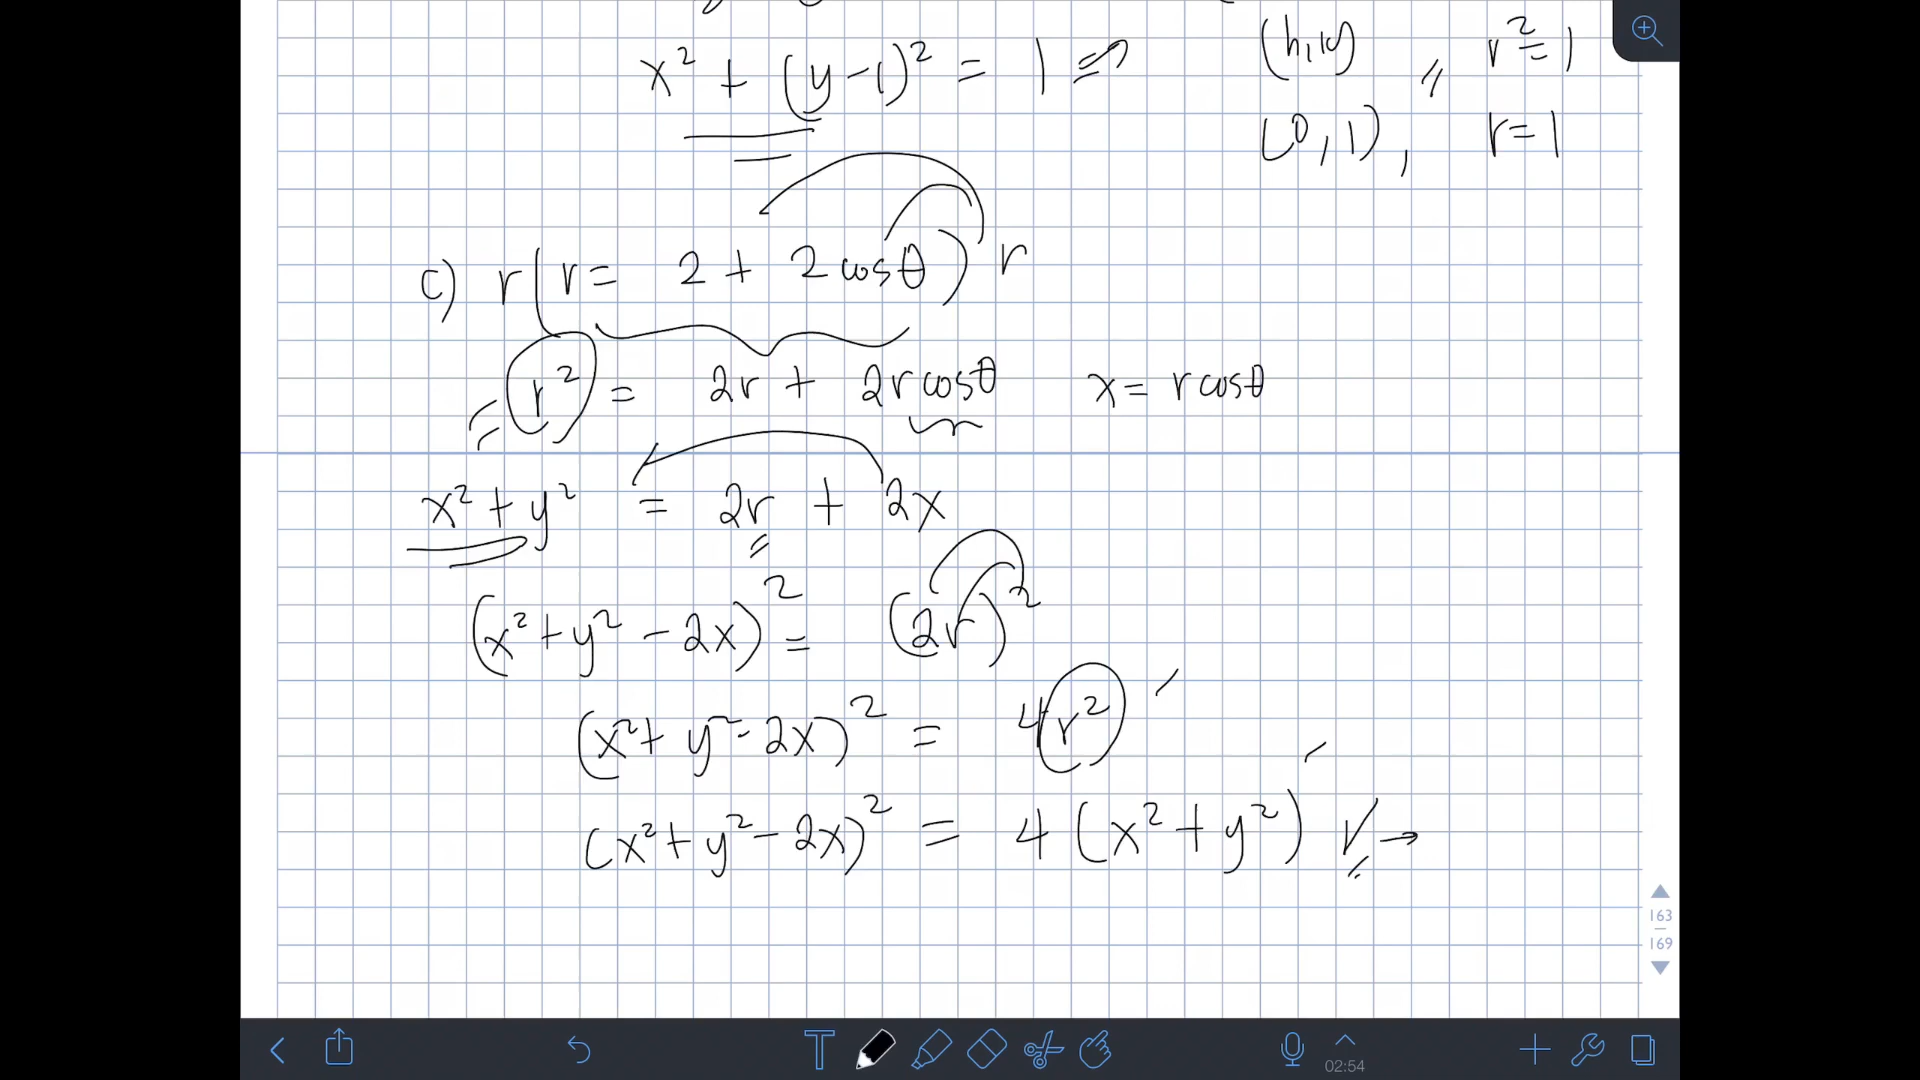 x² + (y-1)² = 1 ⇒ (h,k), r² = 1
(0,1), r = 1
c) r(r = 2 + 2cosθ)r
r² = 2r + 2rcosθ x = rcosθ
x² + y² = 2r + 2x
(x² + y² - 2x)² = (2r)²
(x² + y² - 2x)² = 4r²
(x² + y² - 2x)² = 4(x² + y²) ✓→
163
169
T
02:54